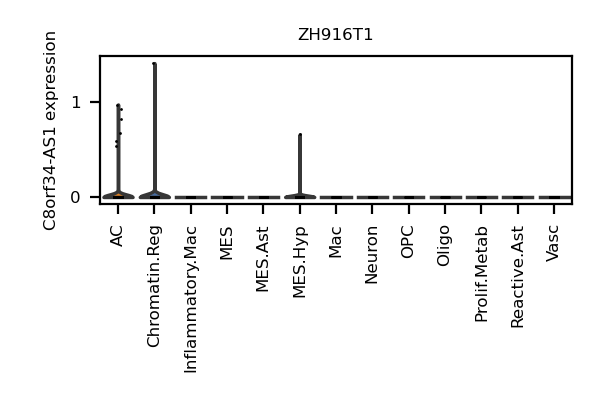 ZH916T1
C8orf34-AS1 expression
1
0
AC
Chromatin.Reg
Inflammatory.Mac
MES
MES.Ast
MES.Hyp
Mac
Neuron
OPC
Oligo
Prolif.Metab
Reactive.Ast
Vasc